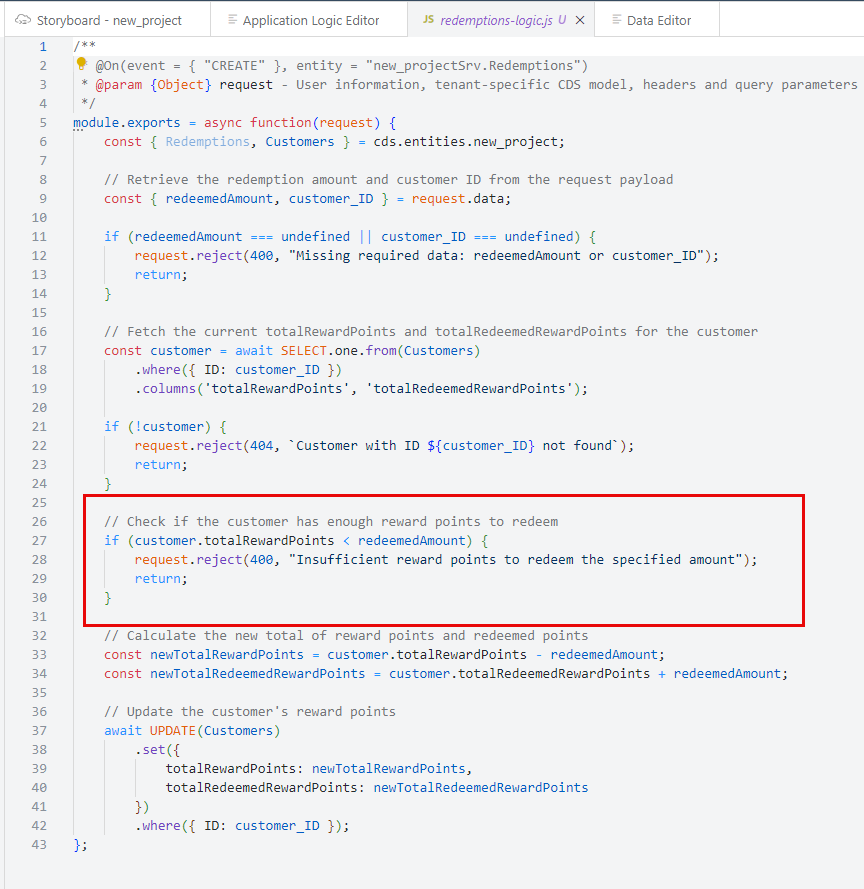 Storyboard - new_project Application Logic Editor JS redemptions-logic.js U × Data Editor
1 /**
2 @On(event = { "CREATE" }, entity = "new_projectSrv.Redemptions")
3 * @param {Object} request - User information, tenant-specific CDS model, headers and query parameters
4 */
5 module.exports = async function(request) {
6 const { Redemptions, Customers } = cds.entities.new_project;
7
8 // Retrieve the redemption amount and customer ID from the request payload
9 const { redeemedAmount, customer_ID } = request.data;
10
11 if (redeemedAmount === undefined || customer_ID === undefined) {
12 request.reject(400, "Missing required data: redeemedAmount or customer_ID");
13 return;
14 }
15
16 // Fetch the current totalRewardPoints and totalRedeemedRewardPoints for the customer
17 const customer = await SELECT.one.from(Customers)
18 .where({ ID: customer_ID })
19 .columns('totalRewardPoints', 'totalRedeemedRewardPoints');
20
21 if (!customer) {
22 request.reject(404, `Customer with ID ${customer_ID} not found`);
23 return;
24 }
25
26 // Check if the customer has enough reward points to redeem
27 if (customer.totalRewardPoints < redeemedAmount) {
28 request.reject(400, "Insufficient reward points to redeem the specified amount");
29 return;
30 }
31
32 // Calculate the new total of reward points and redeemed points
33 const newTotalRewardPoints = customer.totalRewardPoints - redeemedAmount;
34 const newTotalRedeemedRewardPoints = customer.totalRedeemedRewardPoints + redeemedAmount;
35
36 // Update the customer's reward points
37 await UPDATE(Customers)
38 .set({
39 totalRewardPoints: newTotalRewardPoints,
40 totalRedeemedRewardPoints: newTotalRedeemedRewardPoints
41 })
42 .where({ ID: customer_ID });
43 };